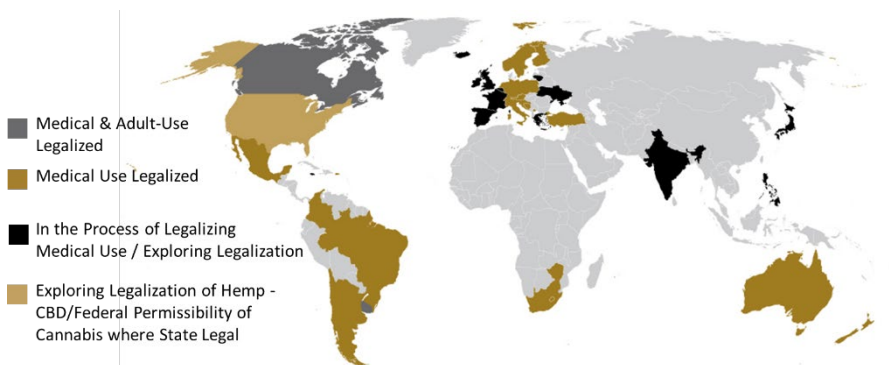 Medical & Adult-Use
Legalized
Medical Use Legalized
In the Process of Legalizing
Medical Use / Exploring Legalization
Exploring Legalization of Hemp -
CBD/Federal Permissibility of
Cannabis where State Legal